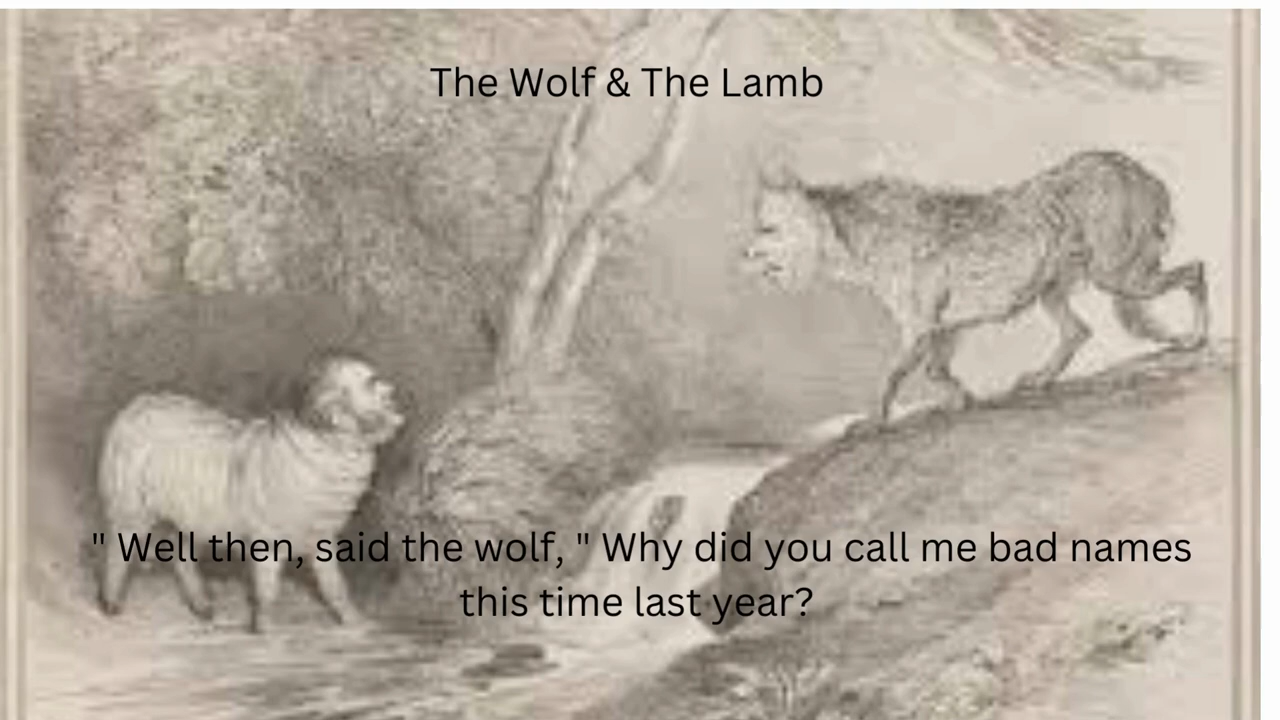 The Wolf & The Lamb
" Well then, said the wolf, " Why did you call me bad names
this time last year?